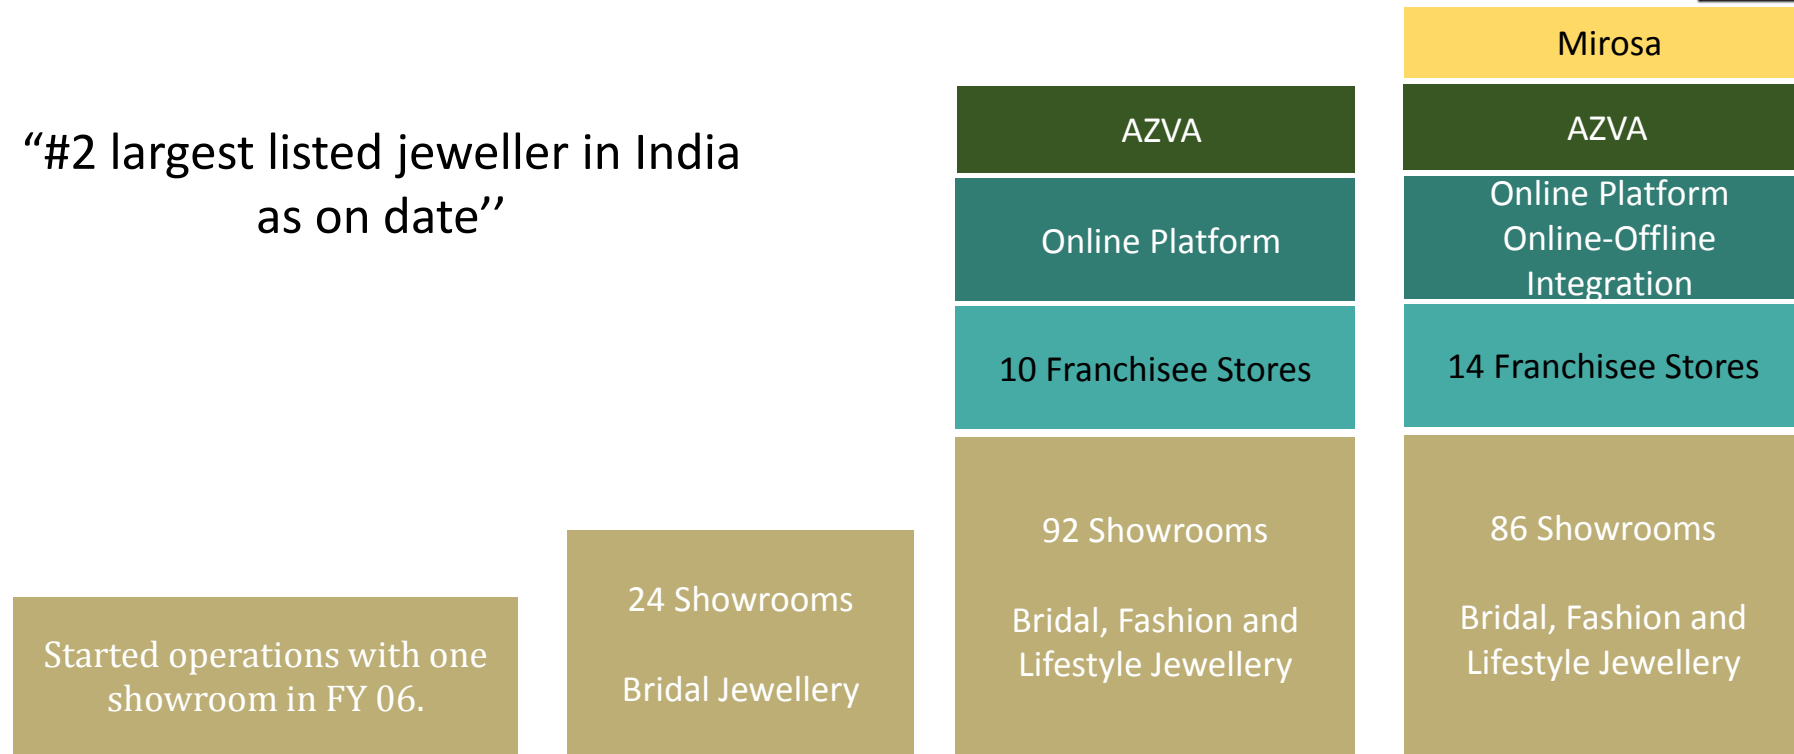 “#2 largest listed jeweller in India
as on date’’
Started operations with one
showroom in FY 06.
24 Showrooms
Bridal Jewellery
AZVA
Online Platform
10 Franchisee Stores
92 Showrooms
Bridal, Fashion and
Lifestyle Jewellery
Mirosa
AZVA
Online Platform
Online-Offline
Integration
14 Franchisee Stores
86 Showrooms
Bridal, Fashion and
Lifestyle Jewellery